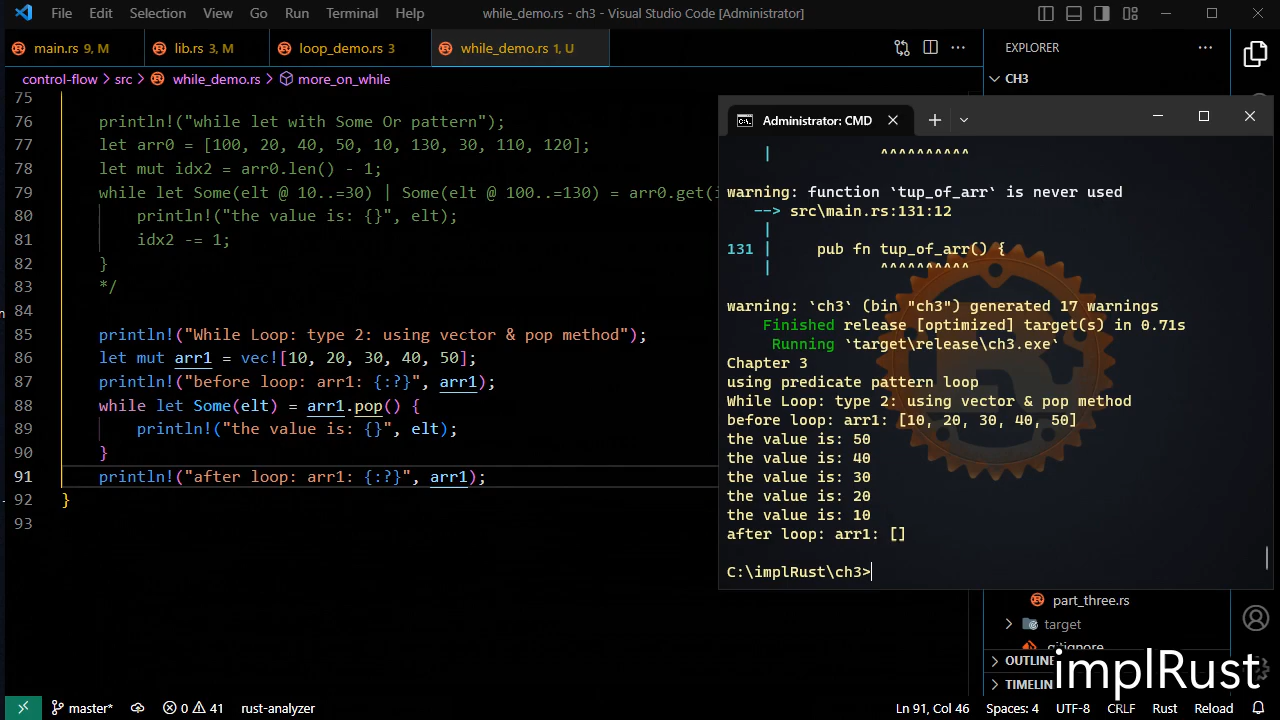 File Edit Selection View Go Run Terminal Help while_demo.rs - ch3 - Visual Studio Code [Administrator]
main.rs 9, M lib.rs 3, M loop_demo.rs 3 while_demo.rs 1, U
control-flow > src > while_demo.rs > more_on_while
75
76 println!("while let with Some Or pattern");
77 let arr0 = [100, 20, 40, 50, 10, 130, 30, 110, 120];
78 let mut idx2 = arr0.len() - 1;
79 while let Some(elt @ 10..=30) | Some(elt @ 100..=130) = arr0.get(
80 println!("the value is: {}", elt);
81 idx2 -= 1;
82 }
83 */
84
85 println!("While Loop: type 2: using vector & pop method");
86 let mut arr1 = vec![10, 20, 30, 40, 50];
87 println!("before loop: arr1: {:?}", arr1);
88 while let Some(elt) = arr1.pop() {
89 println!("the value is: {}", elt);
90 }
91 println!("after loop: arr1: {:?}", arr1);
92 }
93
EXPLORER
CH3
Administrator: CMD
| ^^^^^^^^^^
warning: function `tup_of_arr` is never used
--> src\main.rs:131:12
|
131 | pub fn tup_of_arr() {
| ^^^^^^^^^^
warning: `ch3` (bin "ch3") generated 17 warnings
Finished release [optimized] target(s) in 0.71s
Running `target\release\ch3.exe`
Chapter 3
using predicate pattern loop
While Loop: type 2: using vector & pop method
before loop: arr1: [10, 20, 30, 40, 50]
the value is: 50
the value is: 40
the value is: 30
the value is: 20
the value is: 10
after loop: arr1: []
C:\implRust\ch3>
part_three.rs
target
.gitignore
OUTLINE
TIMELIN
implRust
master* 0 41 rust-analyzer Ln 91, Col 46 Spaces: 4 UTF-8 CRLF Rust Reload